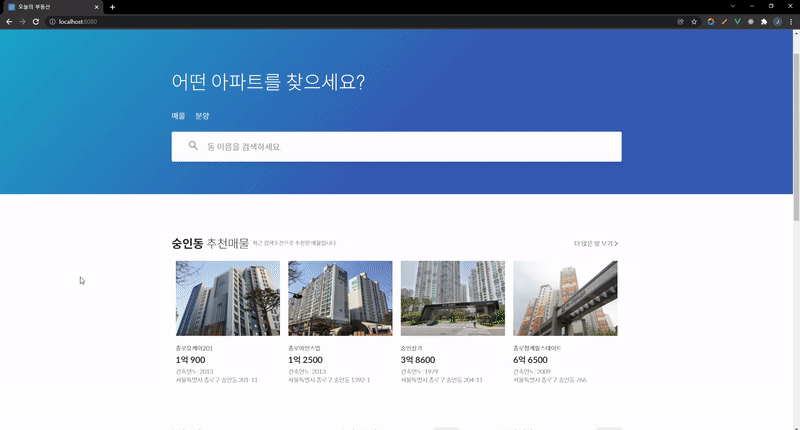 오늘의 부동산
localhost:8080
어떤 아파트를 찾으세요?
매물 분양
동 이름을 검색하세요.
숭인동 추천매물 최근 검색조건으로 추천된 매물입니다
더 많은 방 보기 >
종로유케이201
1억 900
건축연도: 2013
서울특별시 종로구 숭인동 201-11
종로아인스빌
1억 2500
건축연도: 2013
서울특별시 종로구 숭인동 1392-1
숭인상가
3억 8600
건축연도: 1979
서울특별시 종로구 숭인동 204-11
종로청계힐스테이트
6억 6500
건축연도: 2009
서울특별시 종로구 숭인동 766